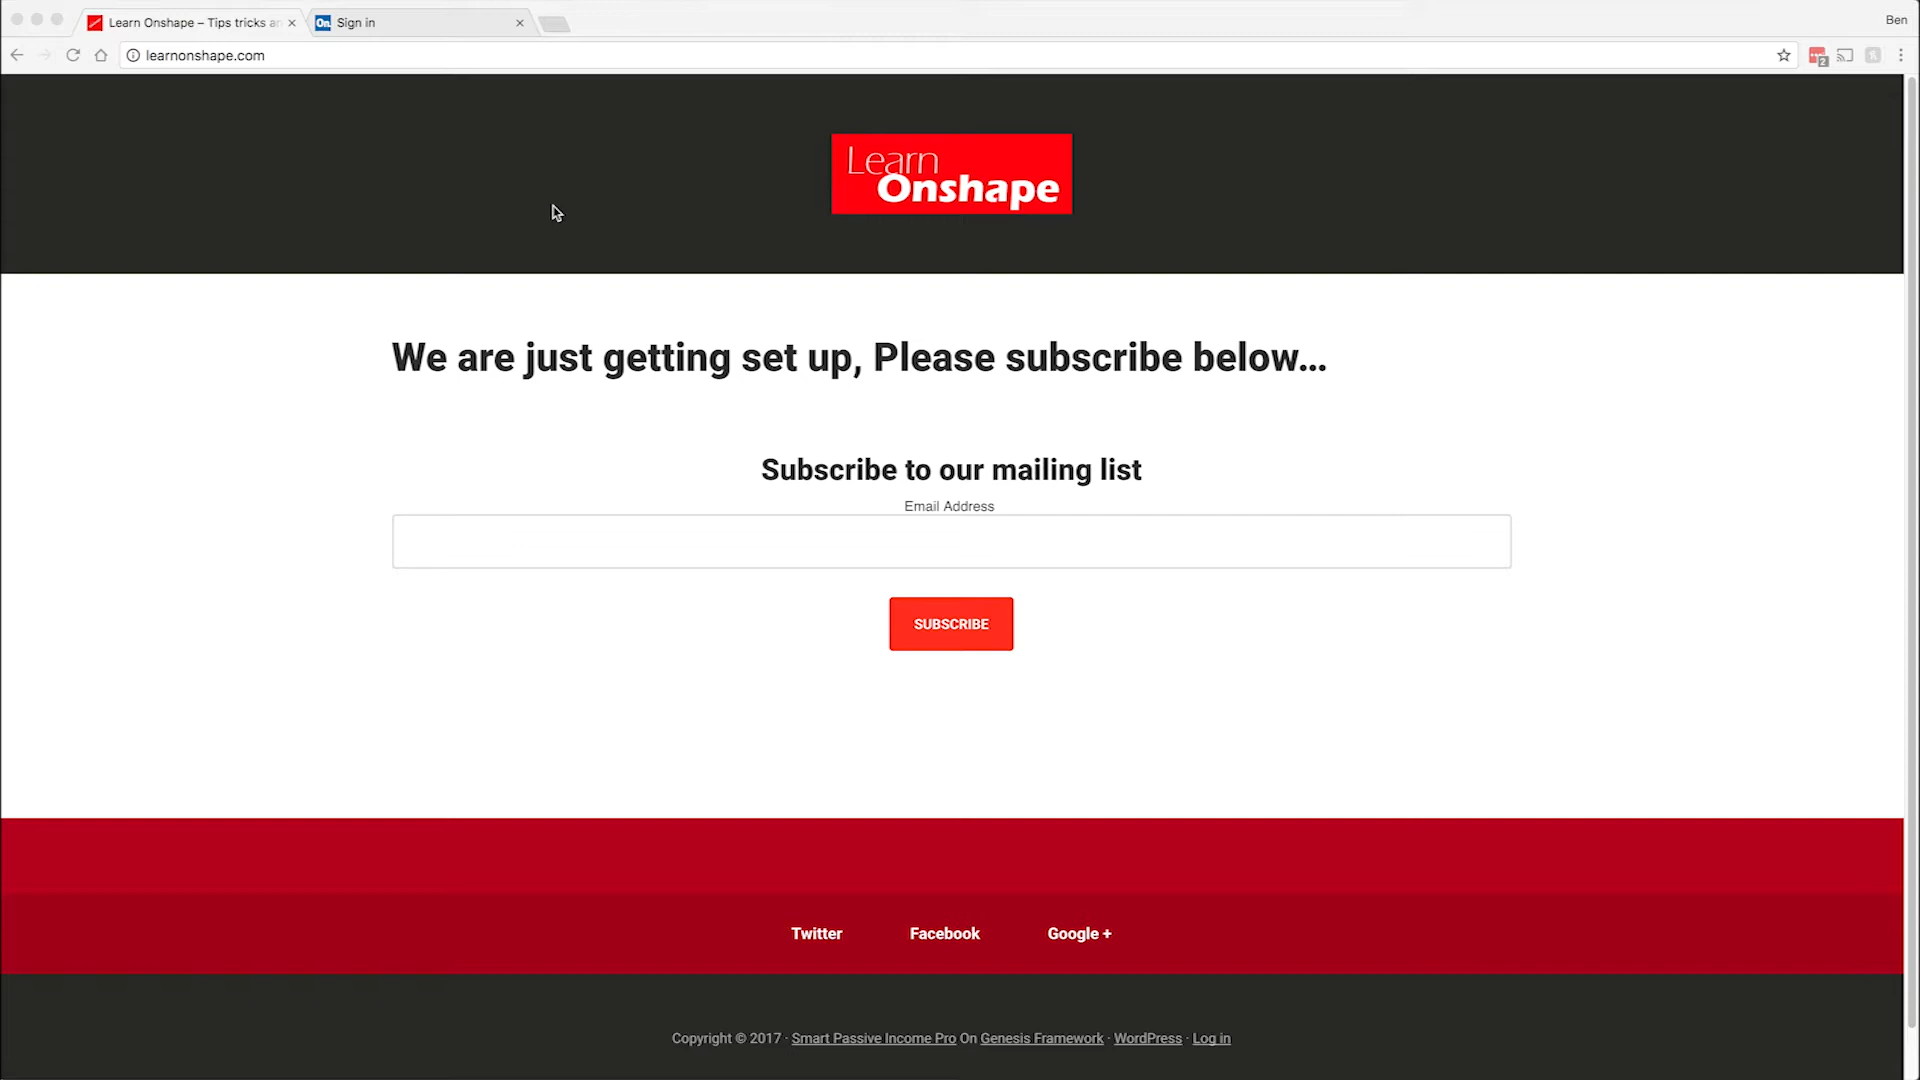 Learn Onshape – Tips tricks
On. Sign in
Ben
learnonshape.com
2
Learn
Onshape
We are just getting set up, Please subscribe below...
Subscribe to our mailing list
Email Address
SUBSCRIBE
Twitter Facebook Google +
Copyright © 2017 · Smart Passive Income Pro On Genesis Framework · WordPress · Log in